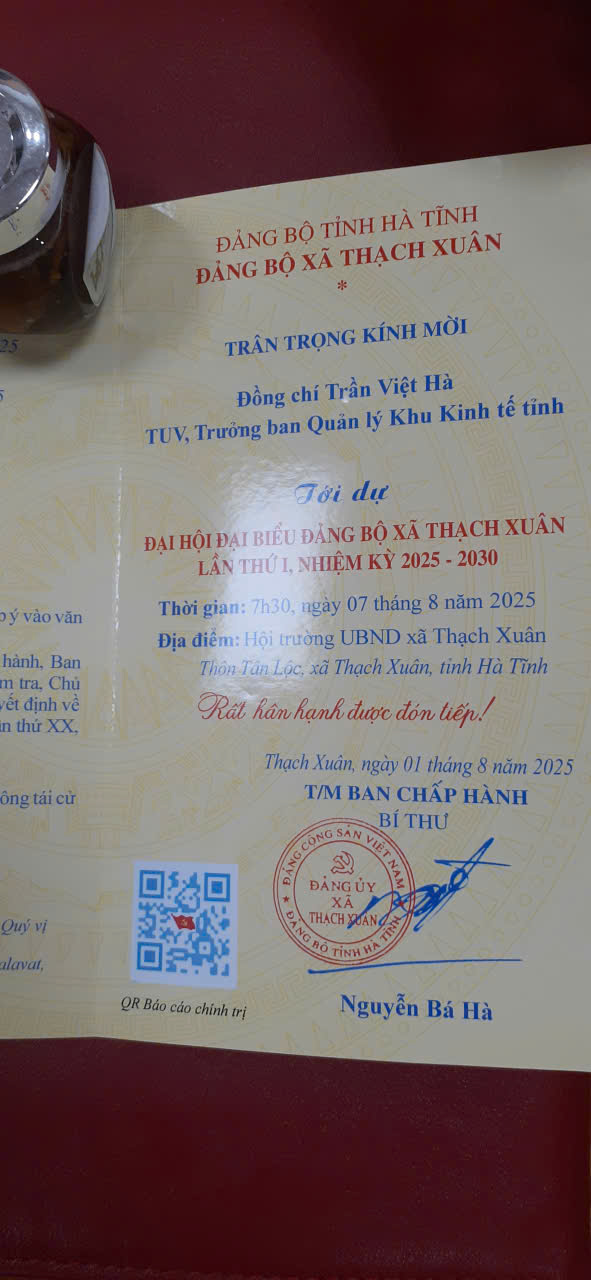 ĐẢNG BỘ TỈNH HÀ TĨNH
ĐẢNG BỘ XÃ THẠCH XUÂN
*
TRÂN TRỌNG KÍNH MỜI
Đồng chí Trần Việt Hà
TUV, Trưởng ban Quản lý Khu Kinh tế tỉnh
Tới dự
ĐẠI HỘI ĐẠI BIỂU ĐẢNG BỘ XÃ THẠCH XUÂN
LẦN THỨ I, NHIỆM KỲ 2025 - 2030
Thời gian: 7h30, ngày 07 tháng 8 năm 2025
Địa điểm: Hội trường UBND xã Thạch Xuân
Thôn Tân Lộc, xã Thạch Xuân, tỉnh Hà Tĩnh
Rất hân hạnh được đón tiếp!
Thạch Xuân, ngày 01 tháng 8 năm 2025
T/M BAN CHẤP HÀNH
BÍ THƯ
ĐẢNG CỘNG SẢN VIỆT NAM
ĐẢNG ỦY
XÃ
THẠCH XUÂN
ĐẢNG BỘ TỈNH HÀ TĨNH
Nguyễn Bá Hà
QR Báo cáo chính trị
25
5
ý vào văn
hành, Ban
tra, Chủ
định về
thứ XX,
tái cử
Quý vị